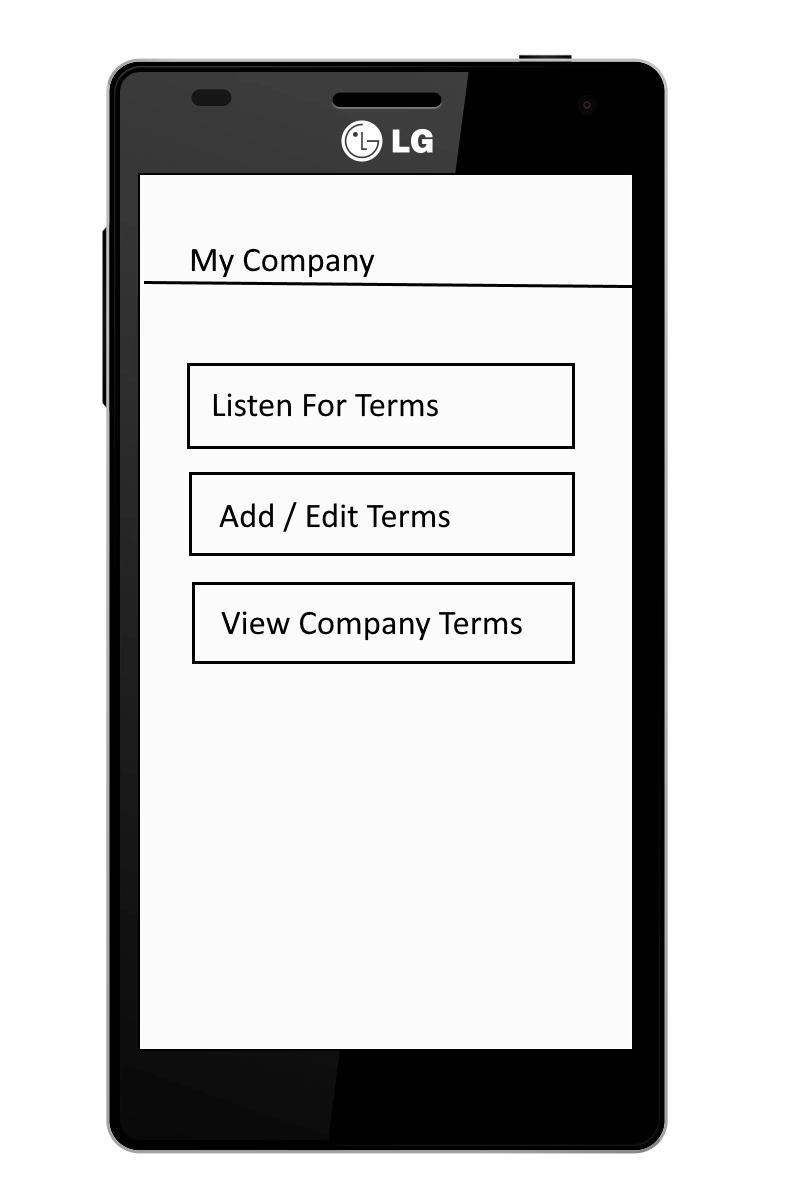 LG
My Company
Listen For Terms
Add / Edit Terms
View Company Terms